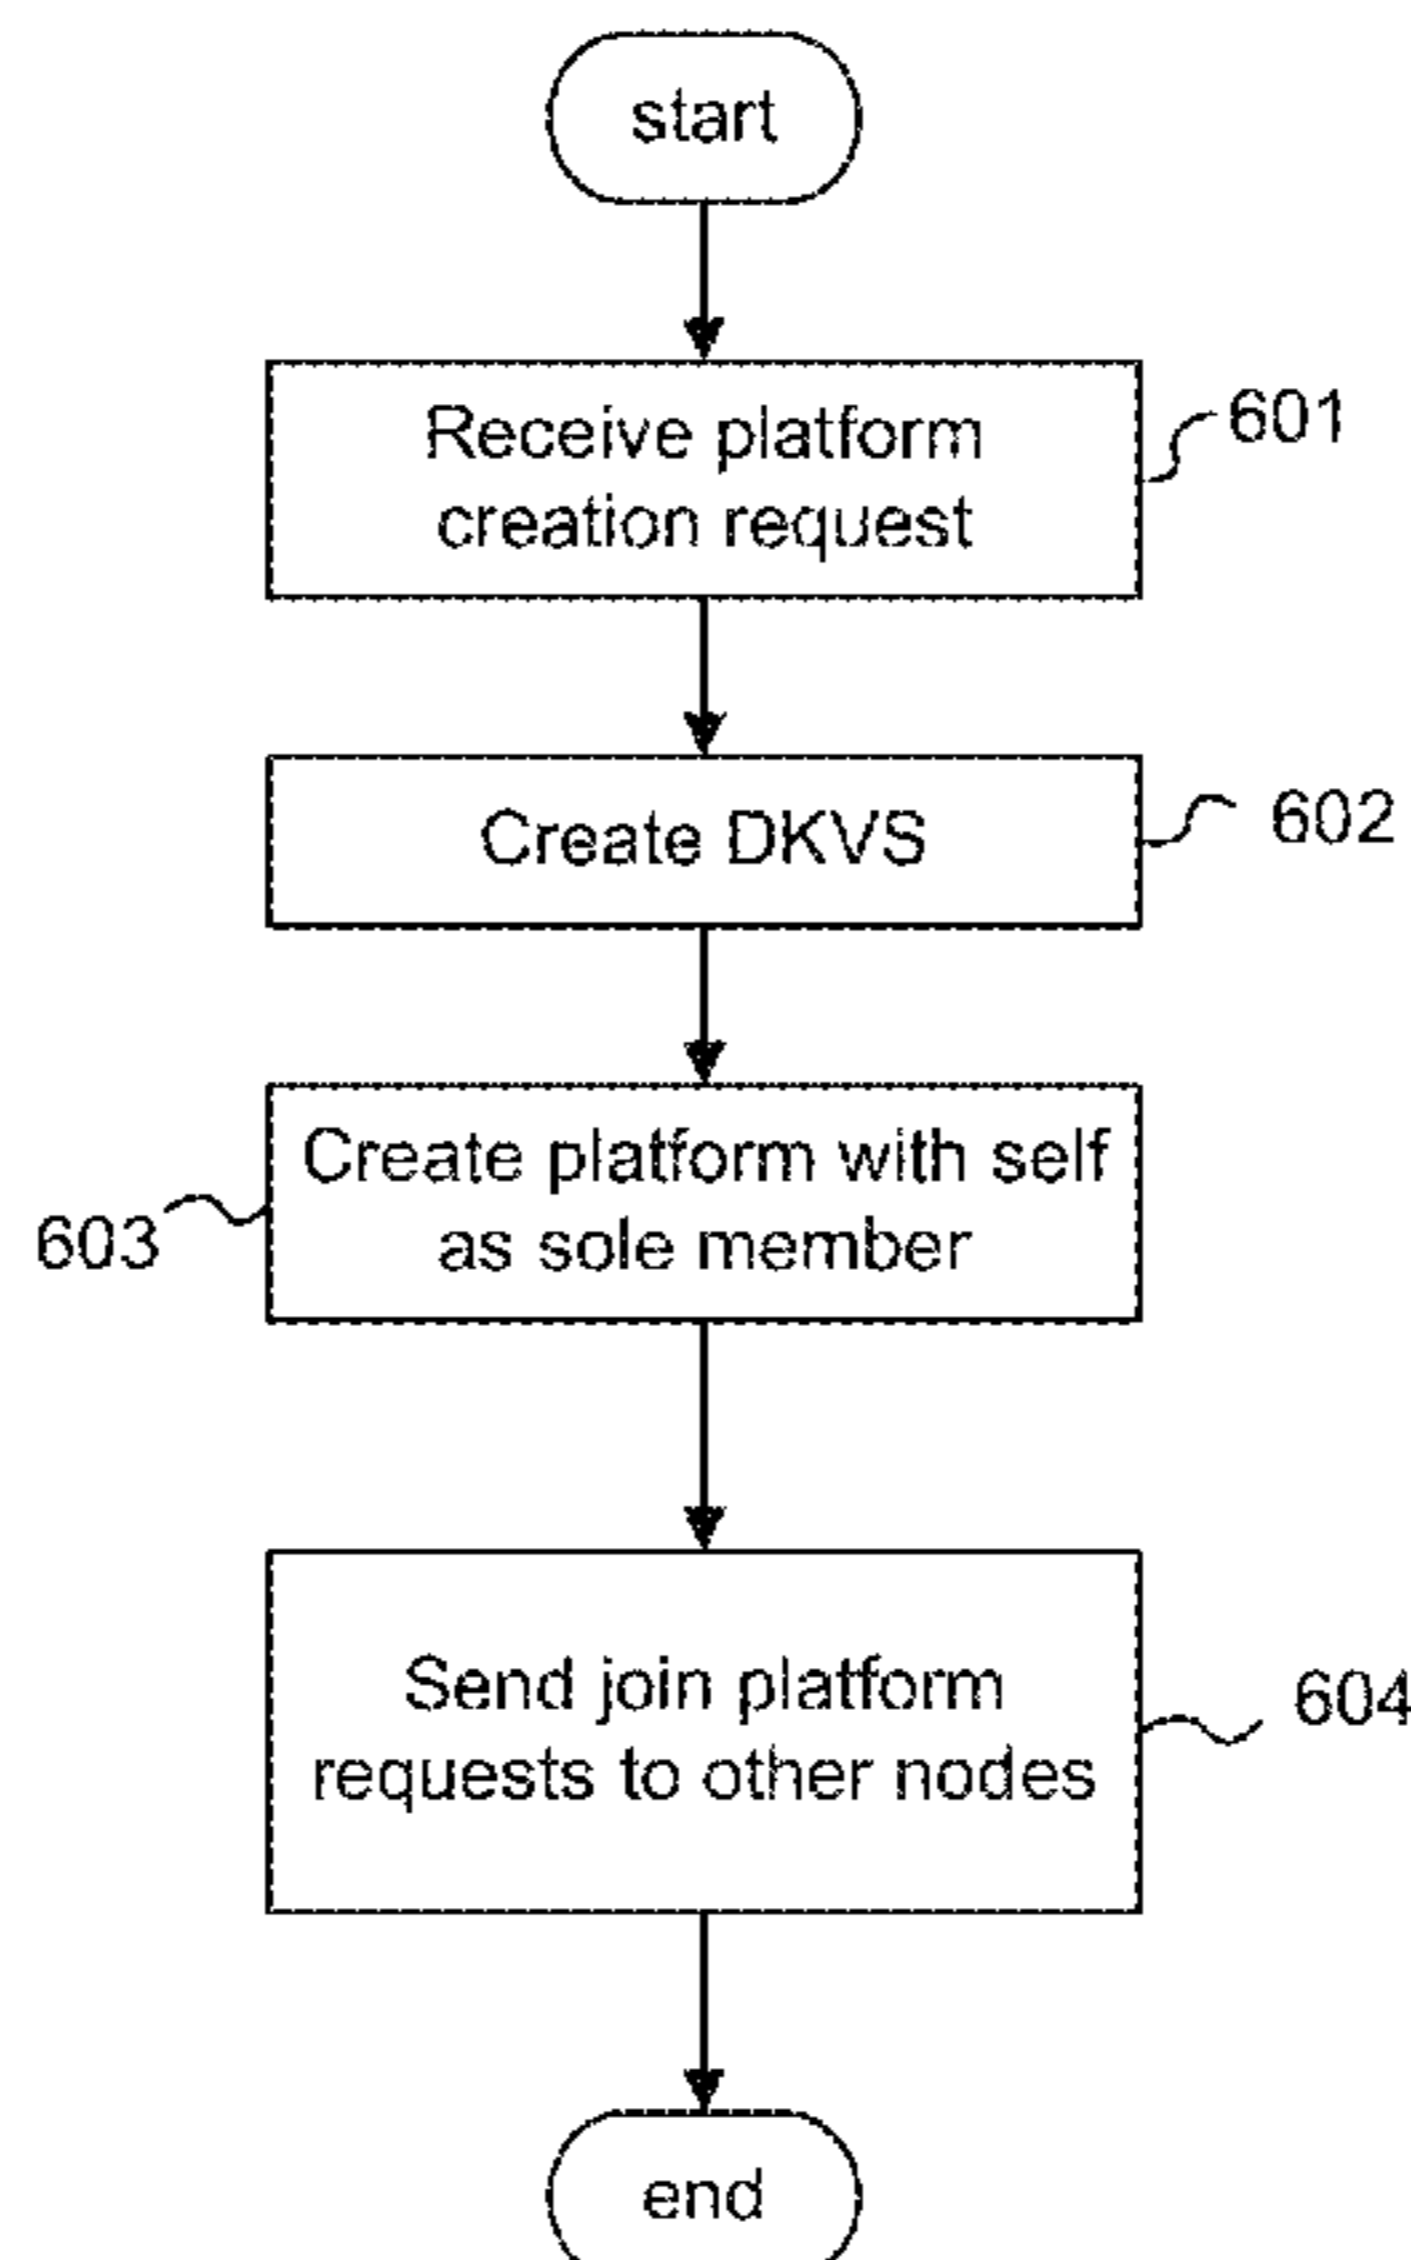 start
Receive platform
creation request
601
Create DKVS
602
Create platform with self
as sole member
603
Send join platform
requests to other nodes
604
end